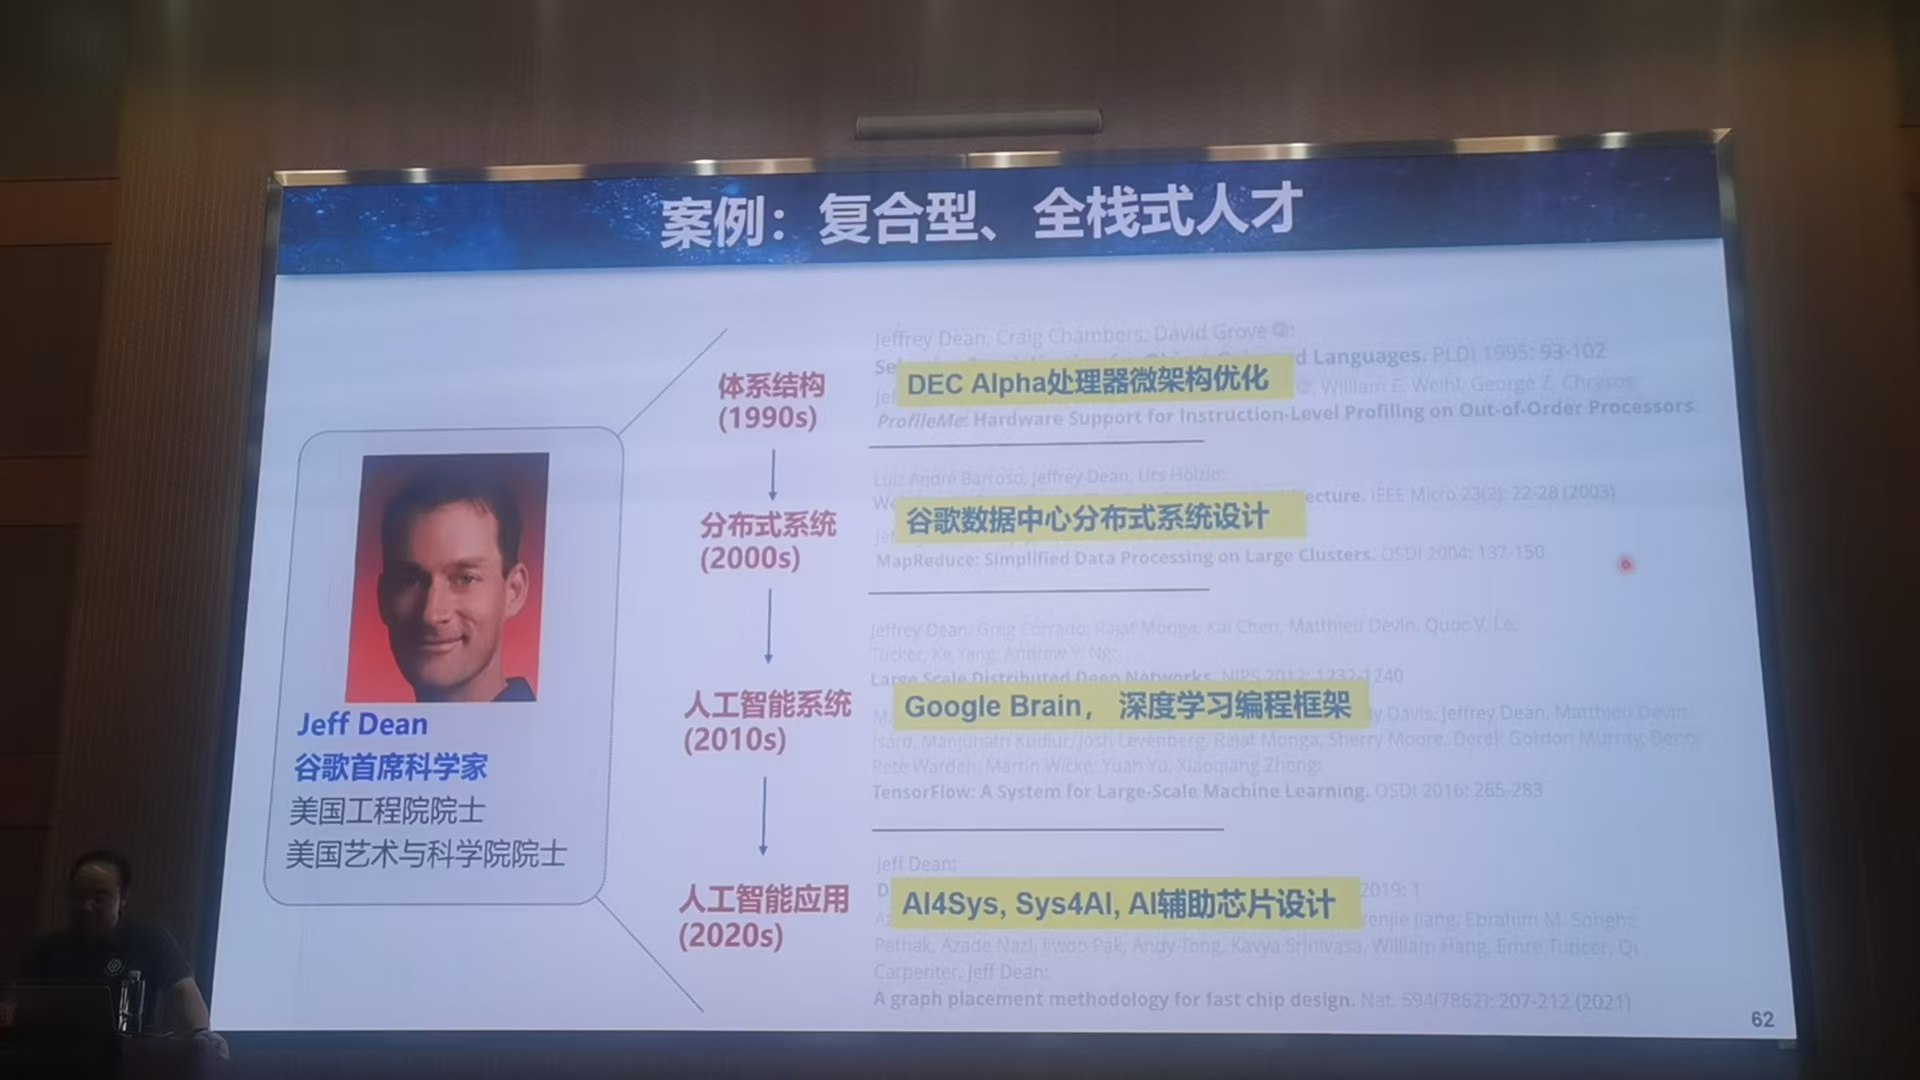 案例：复合型、全栈式人才
Jeff Dean
谷歌首席科学家
美国工程院院士
美国艺术与科学院院士
体系结构
(1990s)
Jeffrey Dean, Craig Chambers, David Grove
d Languages. PLDI 1995: 93-102
DEC Alpha处理器微架构优化
, William E. Weihl, George Z. Chrysos
ProfileMe: Hardware Support for Instruction-Level Profiling on Out-of-Order Processors.
分布式系统
(2000s)
Luiz André Barroso, Jeffrey Dean, Urs Hölzle:
ecture. IEEE Micro 23(2): 22-28 (2003)
谷歌数据中心分布式系统设计
MapReduce: Simplified Data Processing on Large Clusters. OSDI 2004: 137-150
人工智能系统
(2010s)
Jeffrey Dean, Greg Corrado, Rajat Monga, Kai Chen, Matthieu Devin, Quoc V. Le,
Tucker, Ke Yang, Andrew Y. Ng:
Large Scale Distributed Deep Networks. NIPS 2012: 1232-1240
Google Brain， 深度学习编程框架
y Davis, Jeffrey Dean, Matthieu Devin,
Isard, Manjunath Kudlur, Josh Levenberg, Rajat Monga, Sherry Moore, Derek Gordon Murray, Beno
Pete Warden, Martin Wicke, Yuan Yu, Xiaoqiang Zheng:
TensorFlow: A System for Large-Scale Machine Learning. OSDI 2016: 265-283
人工智能应用
(2020s)
Jeff Dean:
2019: 1
AI4Sys, Sys4AI, AI辅助芯片设计
Wenjie Jiang, Ebrahim M. Songho
Pathak, Azade Nazi, Jiwoo Pak, Andy Tong, Kavya Srinivasa, William Hang, Emre Tuncer, Qu
Carpenter, Jeff Dean:
A graph placement methodology for fast chip design. Nat. 594(7862): 207-212 (2021)
62